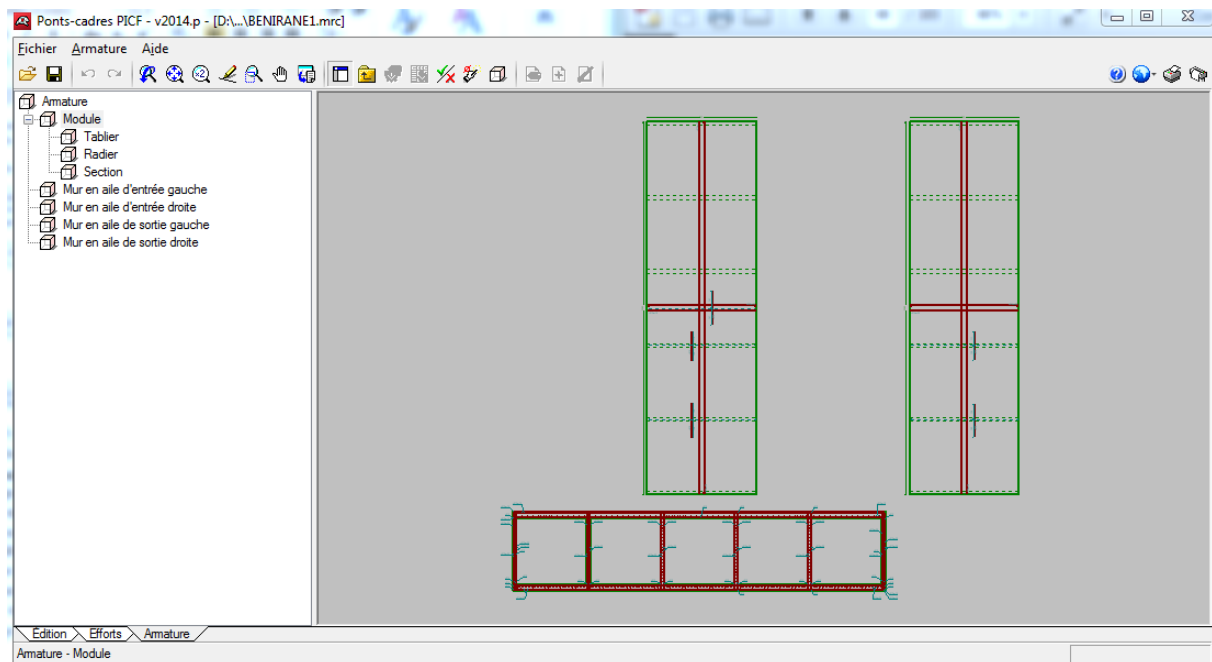 Ponts-cadres PICF - v2014.p - [D:\...\BENIRANE1.mrc]
Fichier Armature Aide
Armature
Module
Tablier
Radier
Section
Mur en aile d'entrée gauche
Mur en aile d'entrée droite
Mur en aile de sortie gauche
Mur en aile de sortie droite
Édition Efforts Armature
Armature - Module